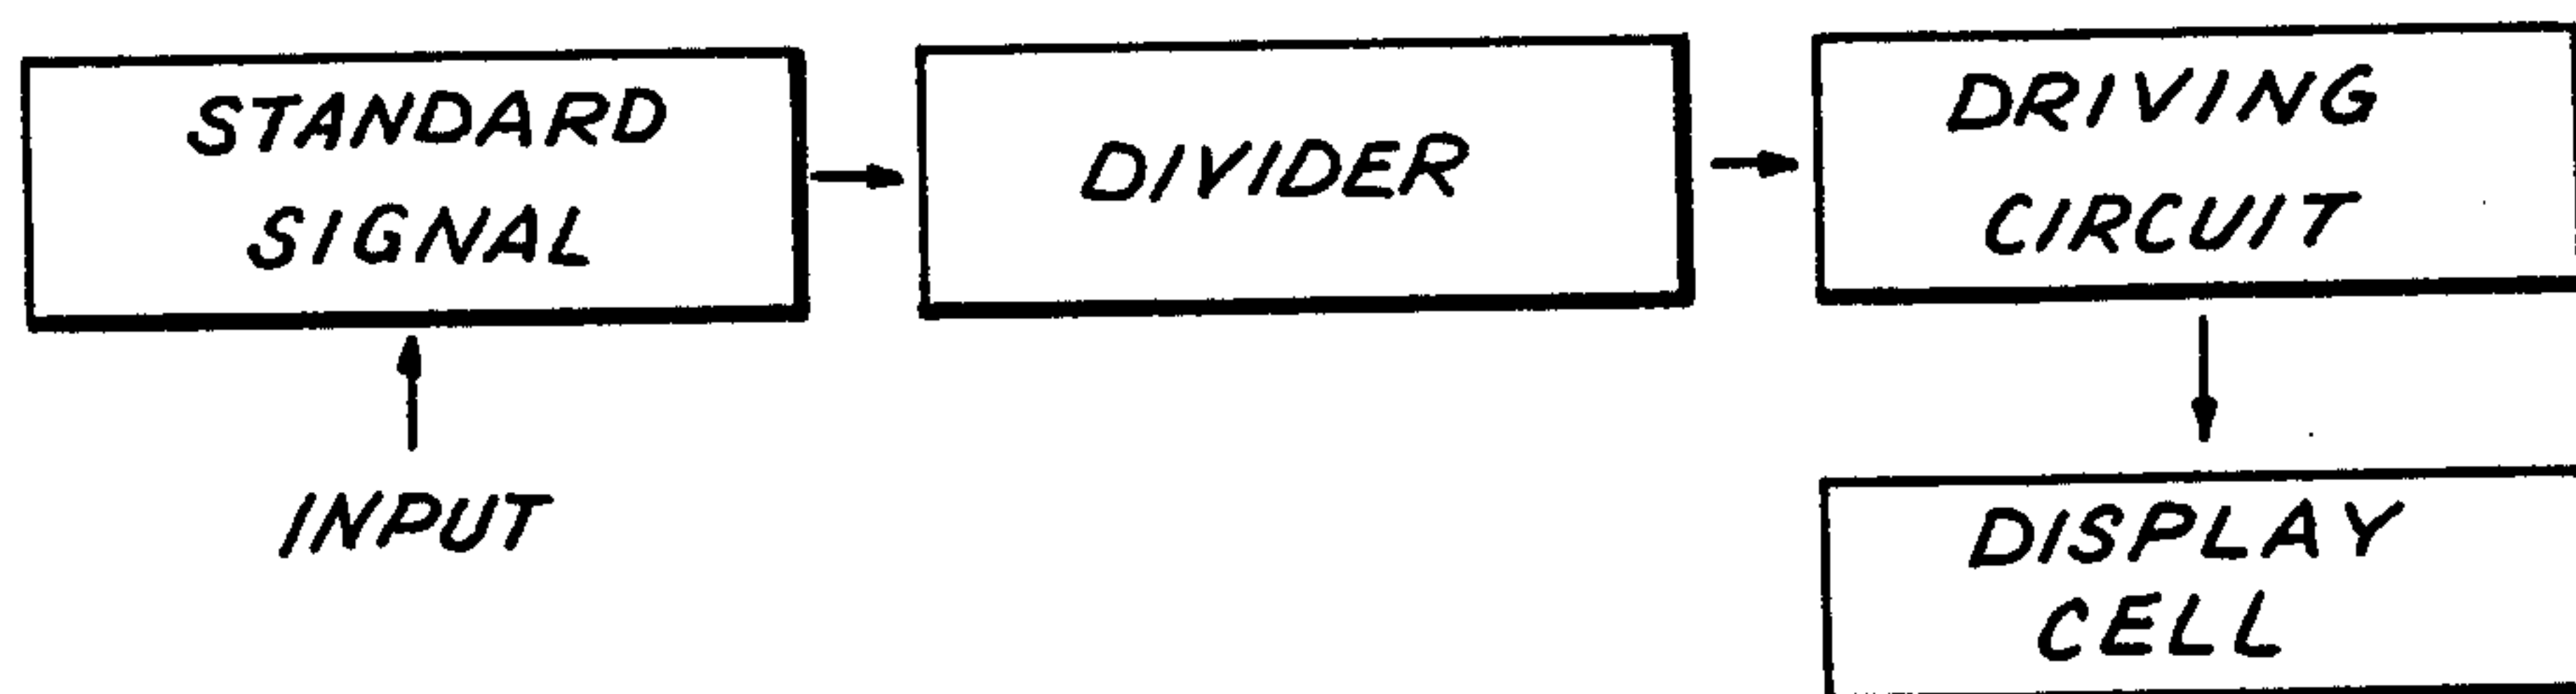 STANDARD
SIGNAL
DIVIDER
DRIVING
CIRCUIT
INPUT
DISPLAY
CELL